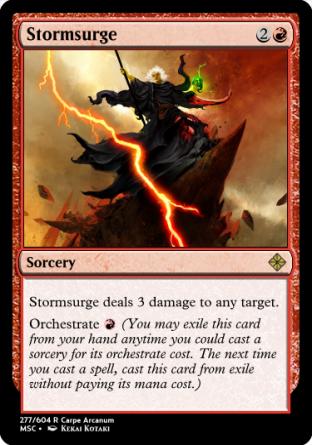 Stormsurge 2
Sorcery
Stormsurge deals 3 damage to any target.
Orchestrate (You may exile this card
from your hand anytime you could cast a
sorcery for its orchestrate cost. The next time
you cast a spell, cast this card from exile
without paying its mana cost.)
277/604 R Carpe Arcanum
MSC • Kekai Kotaki